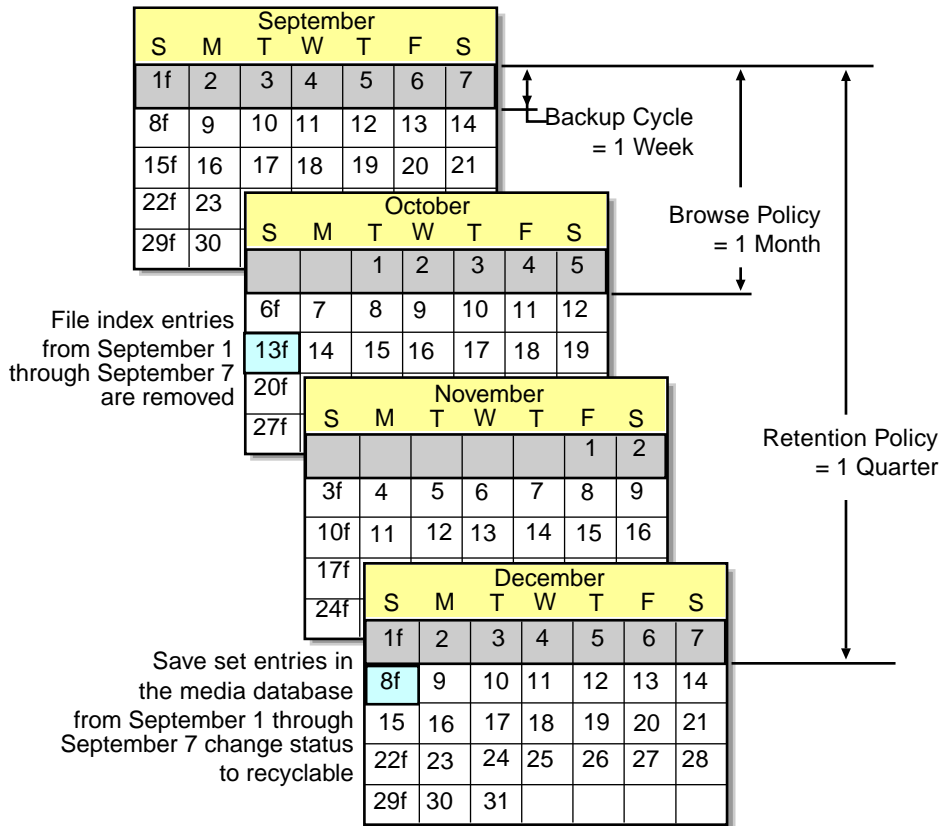 September
S M T W T F S
1f 2 3 4 5 6 7
8f 9 10 11 12 13 14
15f 16 17 18 19 20 21
22f 23
29f 30
Backup Cycle
= 1 Week
Browse Policy
= 1 Month
Retention Policy
= 1 Quarter
October
S M T W T F S
1 2 3 4 5
6f 7 8 9 10 11 12
13f 14 15 16 17 18 19
20f
27f
File index entries
from September 1
through September 7
are removed
November
S M T W T F S
1 2
3f 4 5 6 7 8 9
10f 11 12 13 14 15 16
17f
24f
December
S M T W T F S
1f 2 3 4 5 6 7
8f 9 10 11 12 13 14
15 16 17 18 19 20 21
22f 23 24 25 26 27 28
29f 30 31
Save set entries in
the media database
from September 1 through
September 7 change status
to recyclable